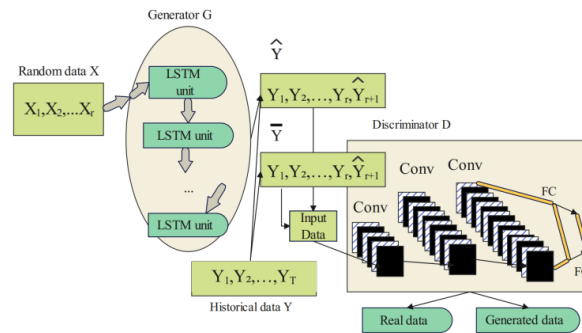 Generator G
Random data X
X₁,X₂,...Xᵣ
LSTM
unit
LSTM unit
...
LSTM unit
Ŷ
Y₁,Y₂,...,Yᵣ,Ŷᵣ₊₁
Ȳ
Y₁,Y₂,...,Yᵣ,Ŷᵣ₊₁
Input
Data
Y₁,Y₂,...,Y_T
Historical data Y
Discriminator D
Conv
Conv
Conv
FC
Real data
Generated data